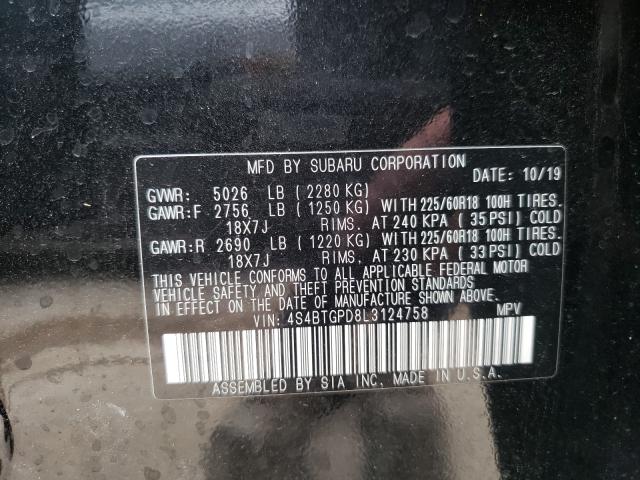 MFD BY SUBARU CORPORATION
DATE: 10/19
GVWR: 5026 LB ( 2280 KG)
GAWR:F 2756 LB ( 1250 KG) WITH 225/60R18 100H TIRES.
18X7J RIMS. AT 240 KPA ( 35 PSI) COLD
GAWR:R 2690 LB ( 1220 KG) WITH 225/60R18 100H TIRES.
18X7J RIMS. AT 230 KPA ( 33 PSI) COLD
THIS VEHICLE CONFORMS TO ALL APPLICABLE FEDERAL MOTOR
VEHICLE SAFETY AND THEFT PREVENTION STANDARDS
IN EFFECT ON THE DATE OF MANUFACTURE SHOWN ABOVE.
VIN: 4S4BTGPD8L3124758 MPV
ASSEMBLED BY SIA INC, MADE IN U.S.A.